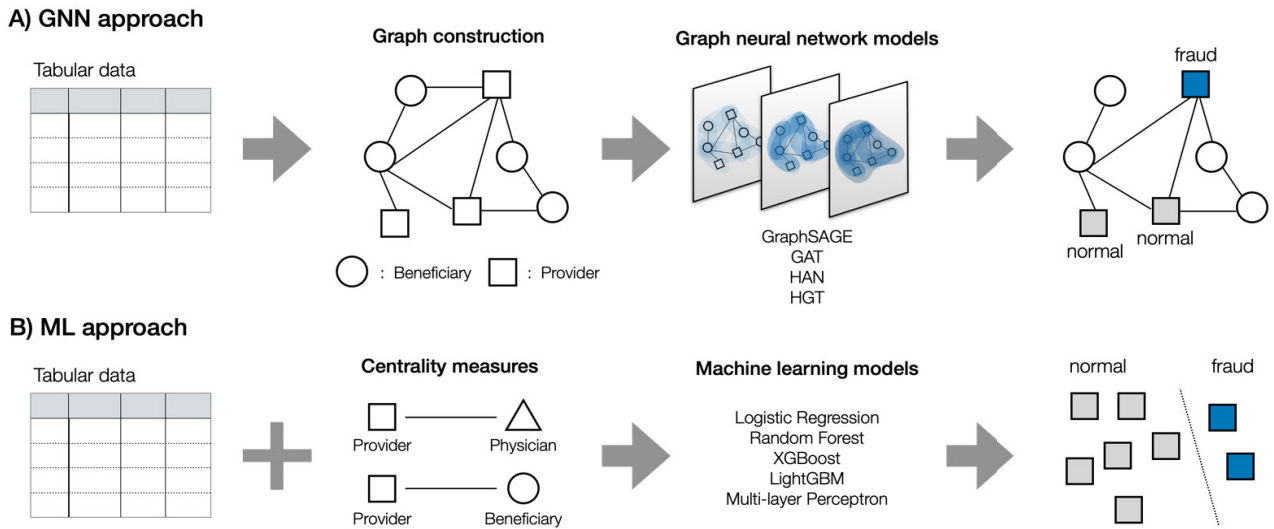 A) GNN approach
Tabular data
Graph construction
: Beneficiary
: Provider
Graph neural network models
GraphSAGE
GAT
HAN
HGT
fraud
normal
normal
B) ML approach
Tabular data
Centrality measures
Provider
Physician
Provider
Beneficiary
Machine learning models
Logistic Regression
Random Forest
XGBoost
LightGBM
Multi-layer Perceptron
normal
fraud